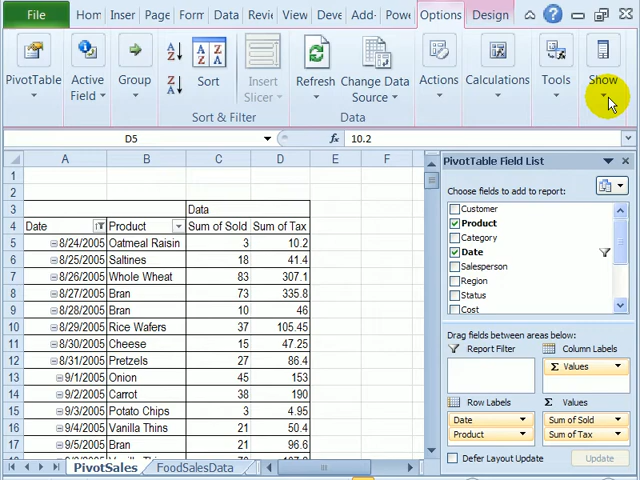 File Hom Inser Page Form Data Revie View Deve Add- Powe Options Design
PivotTable Active Field Group Sort Insert Slicer Refresh Change Data Source Actions Calculations Tools Show
Sort & Filter Data
D5 fx 10.2
A B C D E F
PivotTable Field List
Choose fields to add to report:
Customer
Product
Category
Date
Salesperson
Region
Status
Cost
Drag fields between areas below:
Report Filter Column Labels
Σ Values
Row Labels Σ Values
Date Sum of Sold
Product Sum of Tax
Defer Layout Update Update
1
2
3 Data
4 Date Product Sum of Sold Sum of Tax
5 8/24/2005 Oatmeal Raisin 3 10.2
6 8/25/2005 Saltines 18 41.4
7 8/26/2005 Whole Wheat 83 307.1
8 8/27/2005 Bran 73 335.8
9 8/28/2005 Bran 10 46
10 8/29/2005 Rice Wafers 37 105.45
11 8/30/2005 Cheese 15 47.25
12 8/31/2005 Pretzels 27 86.4
13 9/1/2005 Onion 45 153
14 9/2/2005 Carrot 38 190
15 9/3/2005 Potato Chips 3 4.95
16 9/4/2005 Vanilla Thins 21 50.4
17 9/5/2005 Bran 21 96.6
PivotSales FoodSalesData